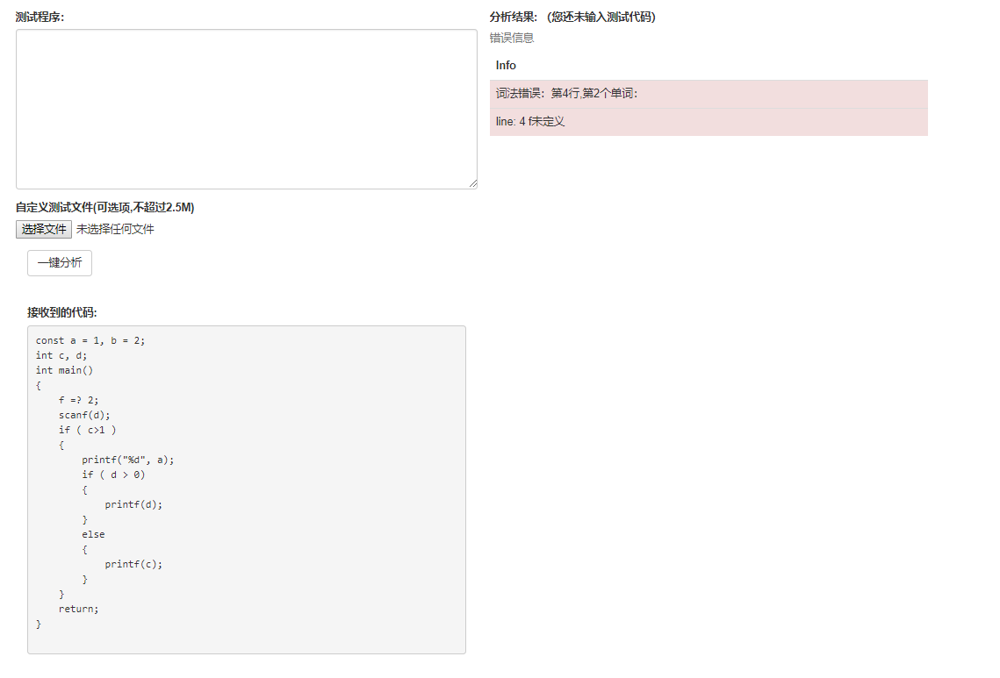 测试程序：
自定义测试文件(可选项,不超过2.5M)
选择文件 未选择任何文件
一键分析
接收到的代码:
const a = 1, b = 2;
int c, d;
int main()
{
    f =? 2;
    scanf(d);
    if ( c>1 )
    {
        printf("%d", a);
        if ( d > 0)
        {
            printf(d);
        }
        else
        {
            printf(c);
        }
    }
    return;
}
分析结果: （您还未输入测试代码）
错误信息
Info
词法错误：第4行,第2个单词：
line: 4 f未定义